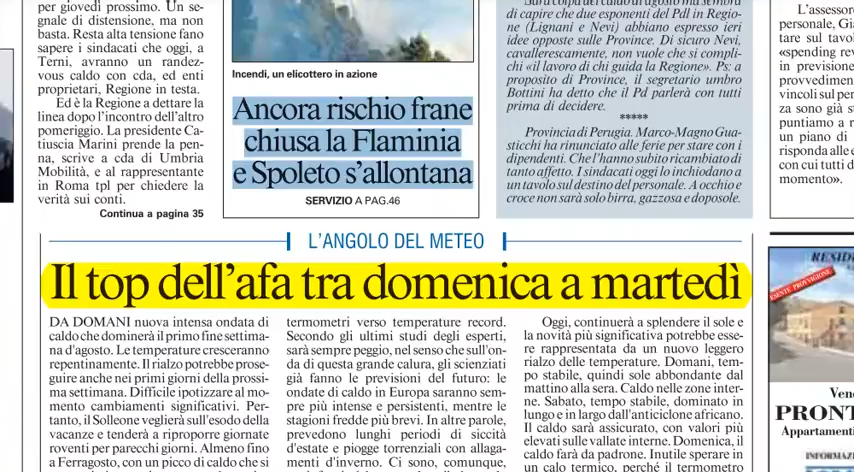 per giovedì prossimo. Un se-
gnale di distensione, ma non
basta. Resta alta tensione fano
sapere i sindacati che oggi, a
Terni, avranno un randez-
vous caldo con cda, ed enti
proprietari, Regione in testa.
Ed è la Regione a dettare la
linea dopo l'incontro dell'altro
pomeriggio. La presidente Ca-
tiuscia Marini prende la pen-
na, scrive a cda di Umbria
Mobilità, e al rappresentante
in Roma tpl per chiedere la
verità sui conti.
Continua a pagina 35
Incendi, un elicottero in azione
Ancora rischio frane
chiusa la Flaminia
e Spoleto s'allontana
SERVIZIO A PAG.46
Sarà colpa del caldo di agosto ma sembra
di capire che due esponenti del Pdl in Regio-
ne (Lignani e Nevi) abbiano espresso ieri
idee opposte sulle Province. Di sicuro Nevi,
cavallerescamente, non vuole che si compli-
chi «il lavoro di chi guida la Regione». Ps: a
proposito di Province, il segretario umbro
Bottini ha detto che il Pd parlerà con tutti
prima di decidere.
*****
Provincia di Perugia. Marco-Magno Gua-
sticchi ha rinunciato alle ferie per stare con i
dipendenti. Che l'hanno subito ricambiato di
tanto affetto. I sindacati oggi lo inchiodano a
un tavolo sul destino del personale. A occhio e
croce non sarà solo birra, gazzosa e doposole.
L'assessore
personale, Gia
tare sul tavol
«spending rev
in previsione
provvediment
vincoli sul per
za sono già st
puntiamo a r
un piano di
risponda alle e
con cui tutti d
momento».
L'ANGOLO DEL METEO
Il top dell'afa tra domenica a martedì
DA DOMANI nuova intensa ondata di
caldo che dominerà il primo fine settima-
na d'agosto. Le temperature cresceranno
repentinamente. Il rialzo potrebbe prose-
guire anche nei primi giorni della prossi-
ma settimana. Difficile ipotizzare al mo-
mento cambiamenti significativi. Per-
tanto, il Solleone veglierà sull'esodo della
vacanze e tenderà a riproporre giornate
roventi per parecchi giorni. Almeno fino
a Ferragosto, con un picco di caldo che si
termometri verso temperature record.
Secondo gli ultimi studi degli esperti,
sarà sempre peggio, nel senso che sull'on-
da di questa grande calura, gli scienziati
già fanno le previsioni del futuro: le
ondate di caldo in Europa saranno sem-
pre più intense e persistenti, mentre le
stagioni fredde più brevi. In altre parole,
prevedono lunghi periodi di siccità
d'estate e piogge torrenziali con allaga-
menti d'inverno. Ci sono, comunque,
Oggi, continuerà a splendere il sole e
la novità più significativa potrebbe esse-
re rappresentata da un nuovo leggero
rialzo delle temperature. Domani, tem-
po stabile, quindi sole abbondante dal
mattino alla sera. Caldo nelle zone inter-
ne. Sabato, tempo stabile, dominato in
lungo e in largo dall'anticiclone africano.
Il caldo sarà assicurato, con valori più
elevati sulle vallate interne. Domenica, il
caldo farà da padrone. Inutile sperare in
un calo termico, perché il termometro
RESIDE
ESENTE PROVVIGIONE
Vend
PRONT
Appartamenti
INFORMAZI